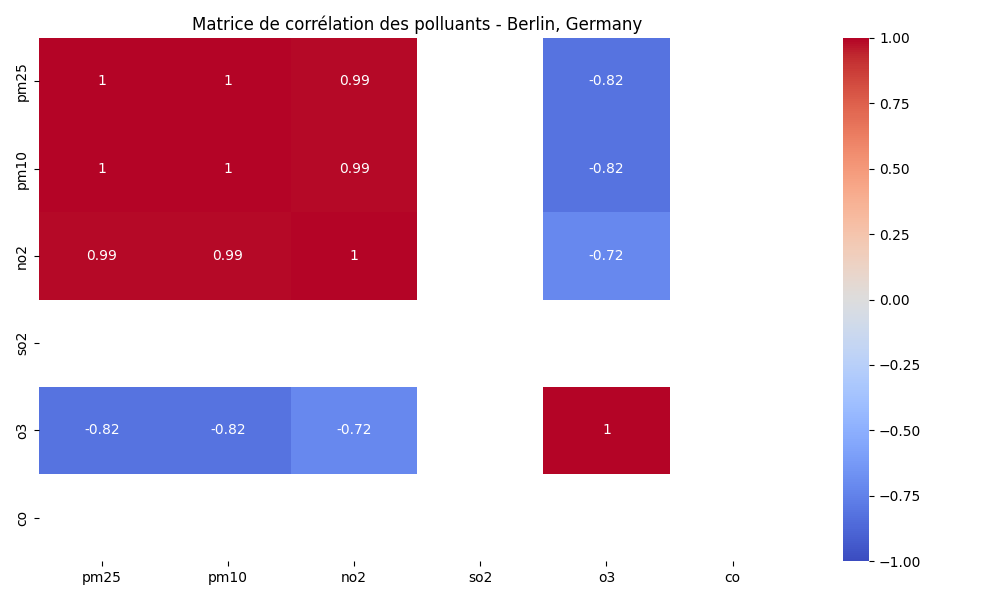 Matrice de corrélation des polluants - Berlin, Germany
pm25 1 1 0.99 -0.82
pm10 1 1 0.99 -0.82
no2 0.99 0.99 1 -0.72
so2
o3 -0.82 -0.82 -0.72 1
co
pm25 pm10 no2 so2 o3 co
1.00
0.75
0.50
0.25
0.00
−0.25
−0.50
−0.75
−1.00